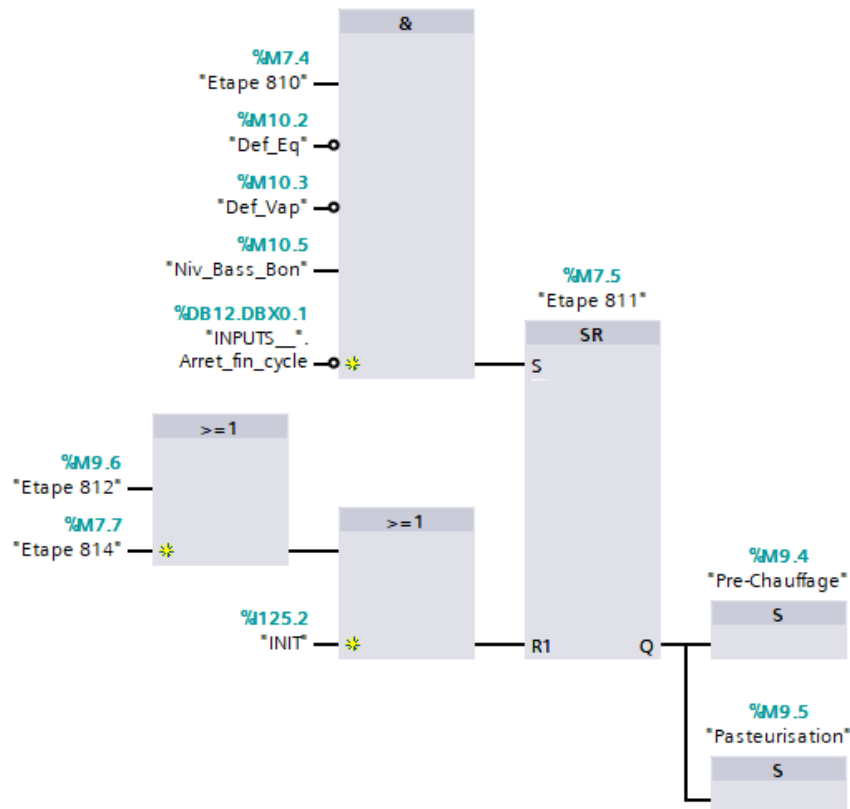 &
%M7.4
"Etape 810"
%M10.2
"Def_Eq"
%M10.3
"Def_Vap"
%M10.5
"Niv_Bass_Bon"
%DB12.DBX0.1
"INPUTS__".
Arret_fin_cycle
%M7.5
"Etape 811"
SR
S
>=1
%M9.6
"Etape 812"
%M7.7
"Etape 814"
>=1
%I125.2
"INIT"
R1
Q
%M9.4
"Pre-Chauffage"
S
%M9.5
"Pasteurisation"
S